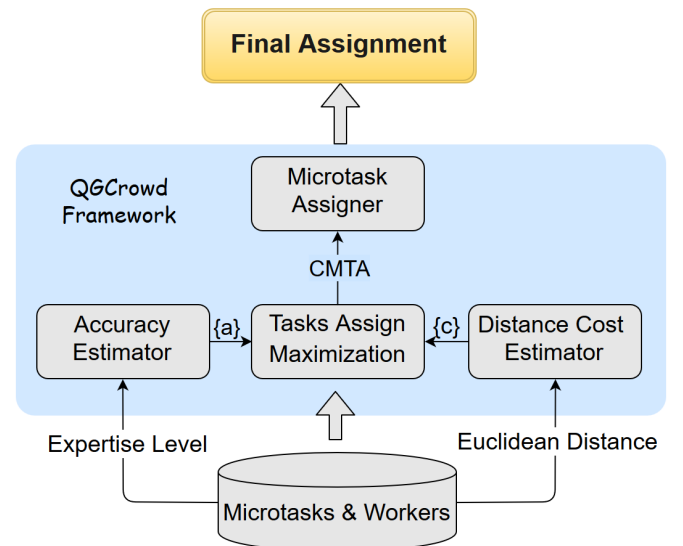 Final Assignment
QGCrowd
Framework
Microtask
Assigner
CMTA
Accuracy
Estimator
{a}
Tasks Assign
Maximization
{c}
Distance Cost
Estimator
Expertise Level
Euclidean Distance
Microtasks & Workers